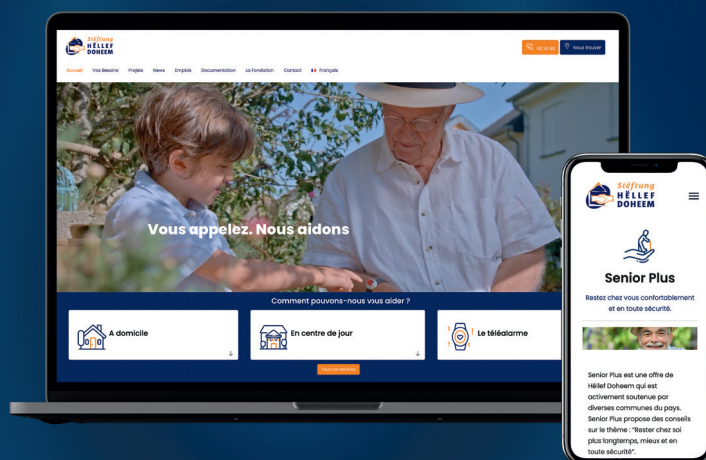 Stëftung
HËLLEF
DOHEEM
Nous trouver
Accueil Vos Besoins Projets News Emplois Documentation La Fondation Contact Français
Vous appelez. Nous aidons
Comment pouvons-nous vous aider ?
A domicile
En centre de jour
Le téléalarme
Tous nos services
Stëftung
HËLLEF
DOHEEM
Senior Plus
Restez chez vous confortablement
et en toute sécurité.
Senior Plus est une offre de
Hëllef Doheem qui est
activement soutenue par
diverses communes du pays.
Senior Plus propose des conseils
sur le thème : "Rester chez soi
plus longtemps, mieux et en
toute sécurité".